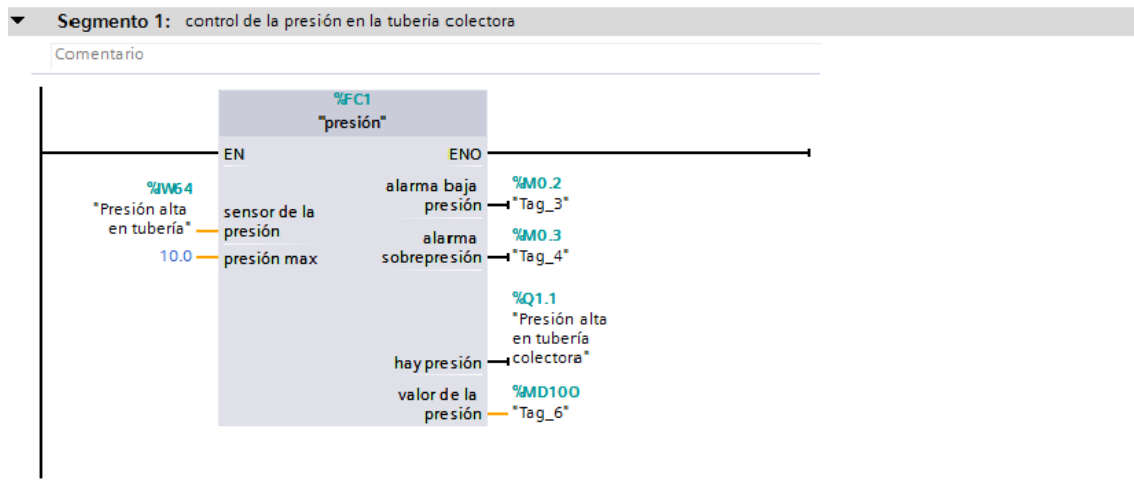 Segmento 1: control de la presión en la tuberia colectora
Comentario
%FC1
"presión"
EN
ENO
%IW64
"Presión alta
en tubería"
sensor de la
presión
10.0
presión max
alarma baja
presión
%M0.2
"Tag_3"
alarma
sobrepresión
%M0.3
"Tag_4"
hay presión
%Q1.1
"Presión alta
en tubería
colectora"
valor de la
presión
%MD100
"Tag_6"